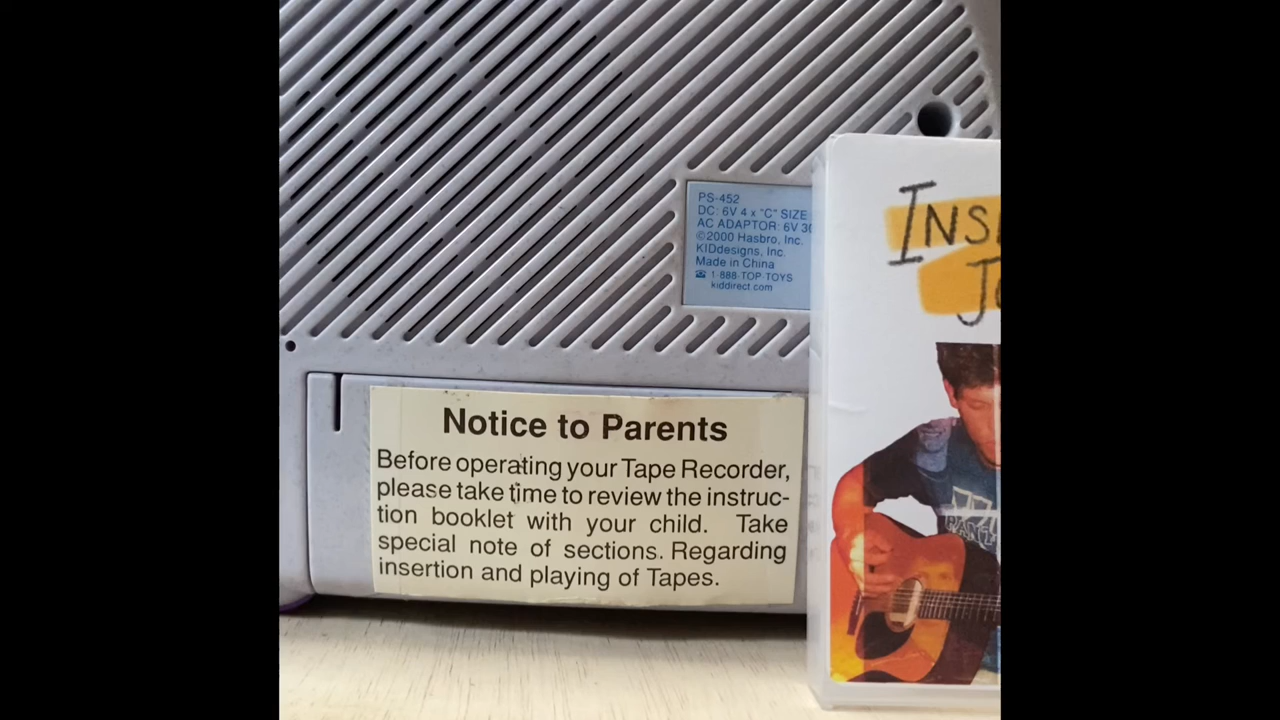 PS-452
DC: 6V 4 x "C" SIZE
AC ADAPTOR: 6V
©2000 Hasbro, Inc.
KIDdesigns, Inc.
Made in China
☎ 1-888-TOP-TOYS
kiddirect.com
Notice to Parents
Before operating your Tape Recorder,
please take time to review the instruc-
tion booklet with your child. Take
special note of sections. Regarding
insertion and playing of Tapes.